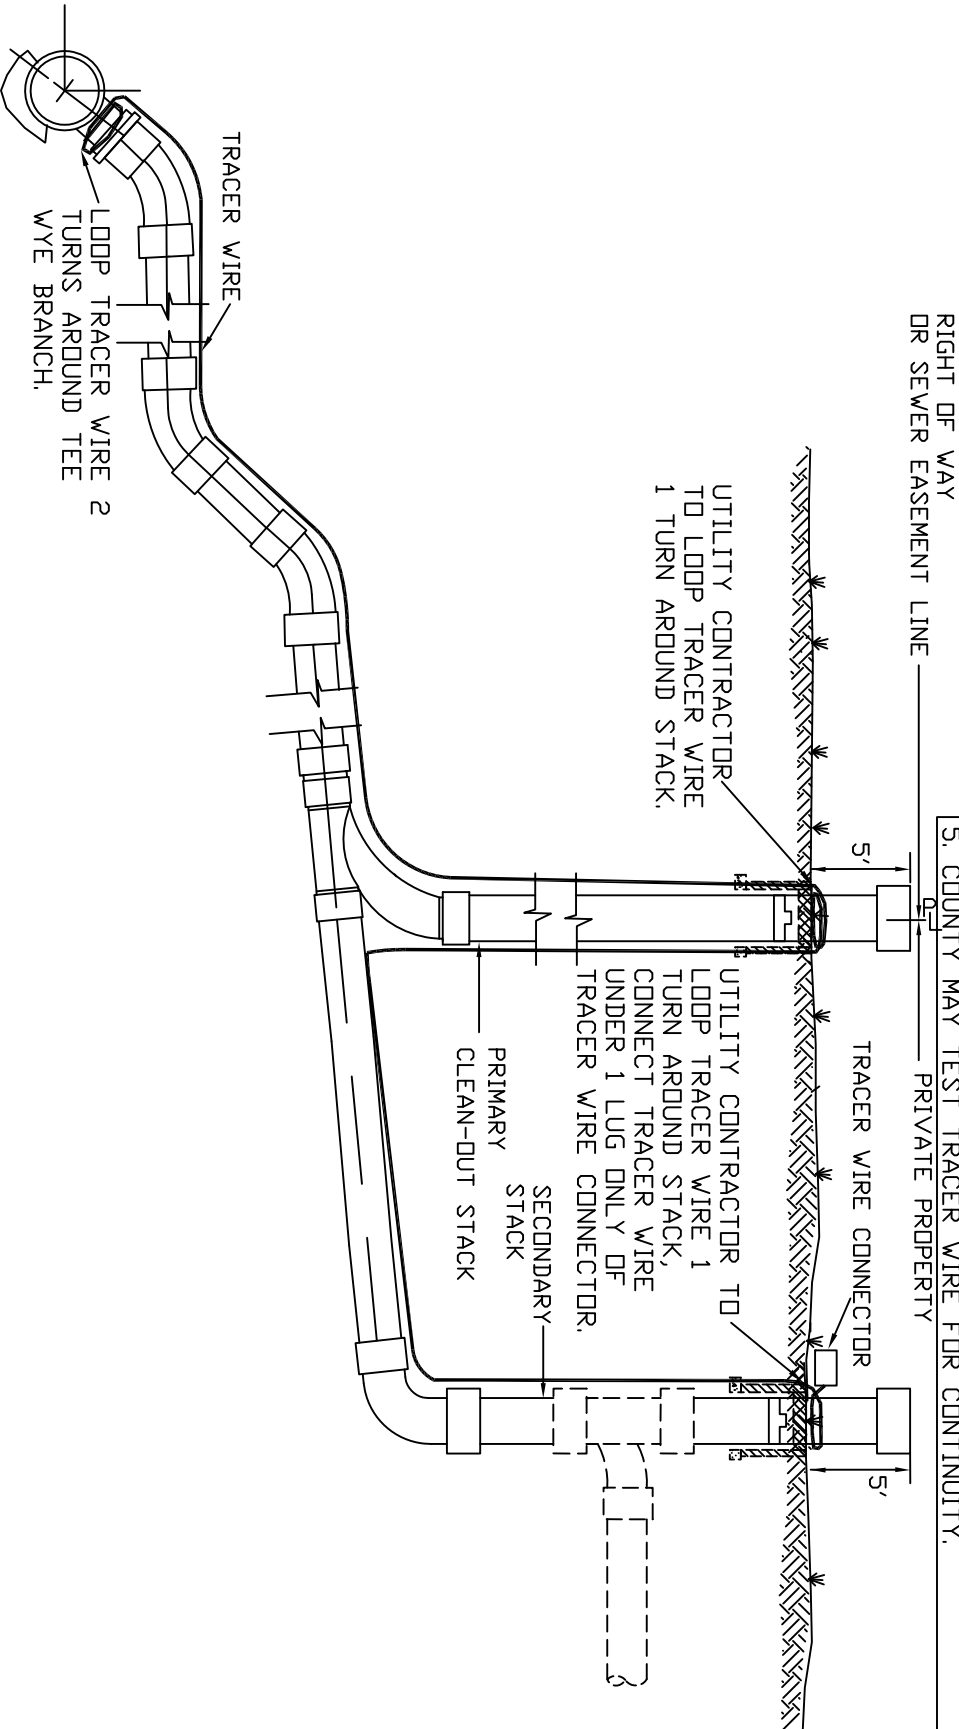 5. COUNTY MAY TEST TRACER WIRE FOR CONTINUITY.
RIGHT OF WAY
OR SEWER EASEMENT LINE
PL
PRIVATE PROPERTY
5'
TRACER WIRE CONNECTOR
5'
UTILITY CONTRACTOR
TO LOOP TRACER WIRE
1 TURN AROUND STACK.
UTILITY CONTRACTOR TO
LOOP TRACER WIRE 1
TURN AROUND STACK,
CONNECT TRACER WIRE
UNDER 1 LUG ONLY OF
TRACER WIRE CONNECTOR.
PRIMARY
CLEAN-OUT STACK
SECONDARY
STACK
TRACER WIRE
LOOP TRACER WIRE 2
TURNS AROUND TEE
WYE BRANCH.